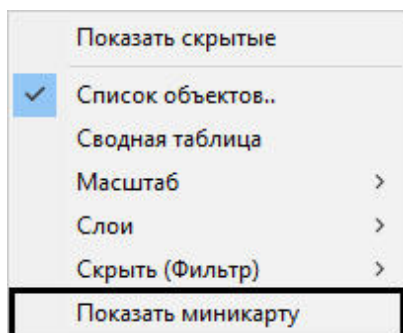 Показать скрытые
Список объектов..
Сводная таблица
Масштаб
Слои
Скрыть (Фильтр)
Показать миникарту